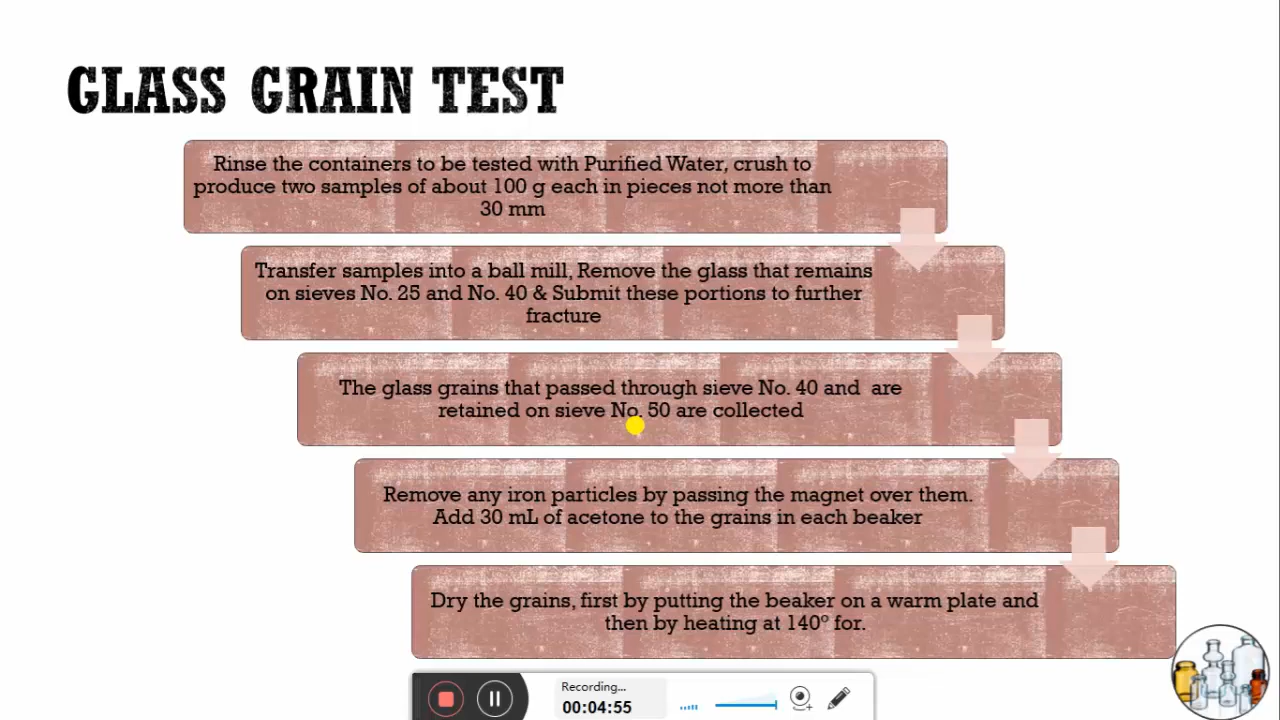 GLASS GRAIN TEST
Rinse the containers to be tested with Purified Water, crush to
produce two samples of about 100 g each in pieces not more than
30 mm
Transfer samples into a ball mill, Remove the glass that remains
on sieves No. 25 and No. 40 & Submit these portions to further
fracture
The glass grains that passed through sieve No. 40 and are
retained on sieve No. 50 are collected
Remove any iron particles by passing the magnet over them.
Add 30 mL of acetone to the grains in each beaker
Dry the grains, first by putting the beaker on a warm plate and
then by heating at 140° for.
Recording...
00:04:55